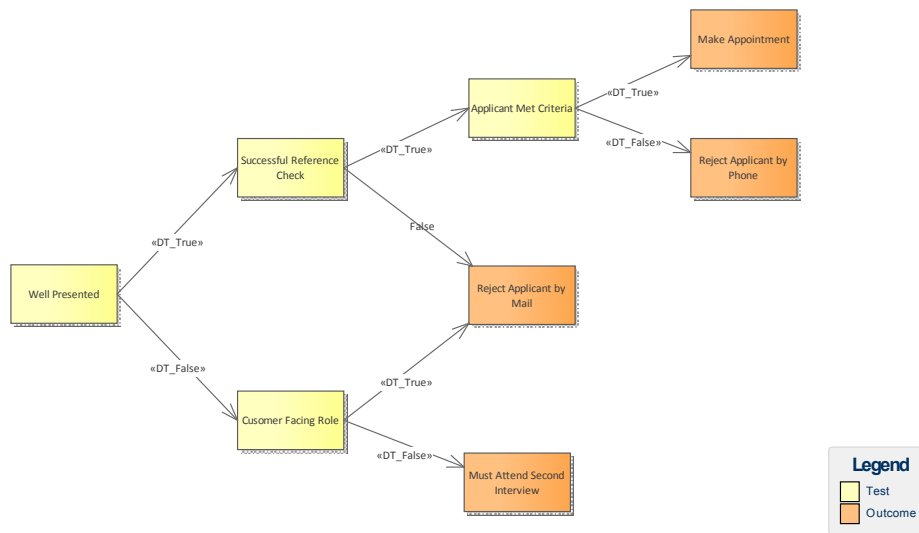 Make Appointment
«DT_True»
Applicant Met Criteria
«DT_False»
Reject Applicant by
Phone
Successful Reference
Check
«DT_True»
False
«DT_True»
Well Presented
Reject Applicant by
Mail
«DT_False»
«DT_True»
Cusomer Facing Role
«DT_False»
Must Attend Second
Interview
Legend
Test
Outcome